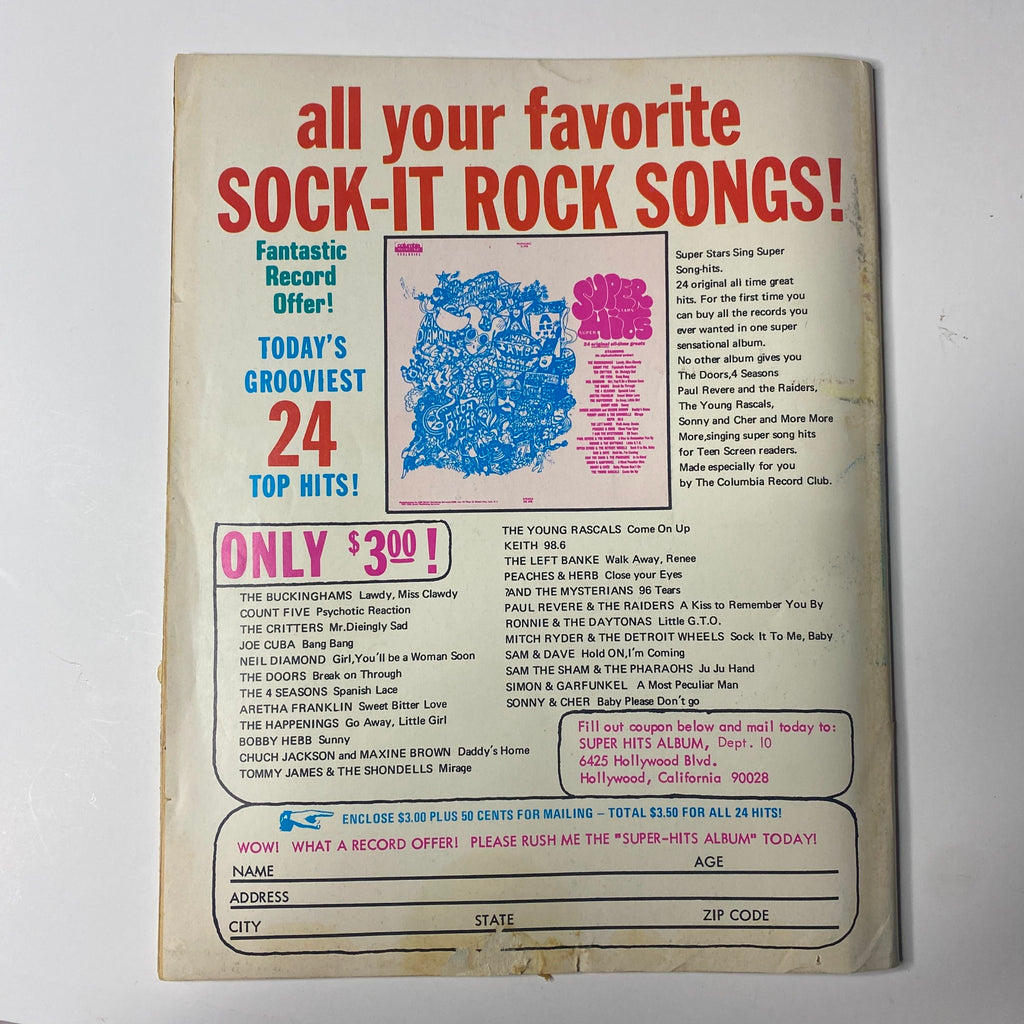 all your favorite
SOCK-IT ROCK SONGS!
Fantastic
Record
Offer!
TODAY'S
GROOVIEST
24
TOP HITS!
columbia
SUPER
Hits
24 original all-time greats
Super Stars Sing Super
Song-hits.
24 original all time great
hits. For the first time you
can buy all the records you
ever wanted in one super
sensational album.
No other album gives you
The Doors,4 Seasons
Paul Revere and the Raiders,
The Young Rascals,
Sonny and Cher and More More
More,singing super song hits
for Teen Screen readers.
Made especially for you
by The Columbia Record Club.
ONLY $3.00!
THE BUCKINGHAMS Lawdy, Miss Clawdy
COUNT FIVE Psychotic Reaction
THE CRITTERS Mr.Dieingly Sad
JOE CUBA Bang Bang
NEIL DIAMOND Girl,You'll be a Woman Soon
THE DOORS Break on Through
THE 4 SEASONS Spanish Lace
ARETHA FRANKLIN Sweet Bitter Love
THE HAPPENINGS Go Away, Little Girl
BOBBY HEBB Sunny
CHUCH JACKSON and MAXINE BROWN Daddy's Home
TOMMY JAMES & THE SHONDELLS Mirage
THE YOUNG RASCALS Come On Up
KEITH 98.6
THE LEFT BANKE Walk Away, Renee
PEACHES & HERB Close your Eyes
?AND THE MYSTERIANS 96 Tears
PAUL REVERE & THE RAIDERS A Kiss to Remember You By
RONNIE & THE DAYTONAS Little G.T.O.
MITCH RYDER & THE DETROIT WHEELS Sock It To Me, Baby
SAM & DAVE Hold ON,I'm Coming
SAM THE SHAM & THE PHARAOHS Ju Ju Hand
SIMON & GARFUNKEL A Most Peculiar Man
SONNY & CHER Baby Please Don't go
Fill out coupon below and mail today to:
SUPER HITS ALBUM, Dept. 10
6425 Hollywood Blvd.
Hollywood, California 90028
ENCLOSE $3.00 PLUS 50 CENTS FOR MAILING – TOTAL $3.50 FOR ALL 24 HITS!
WOW! WHAT A RECORD OFFER! PLEASE RUSH ME THE "SUPER-HITS ALBUM" TODAY!
NAME AGE
ADDRESS
CITY STATE ZIP CODE